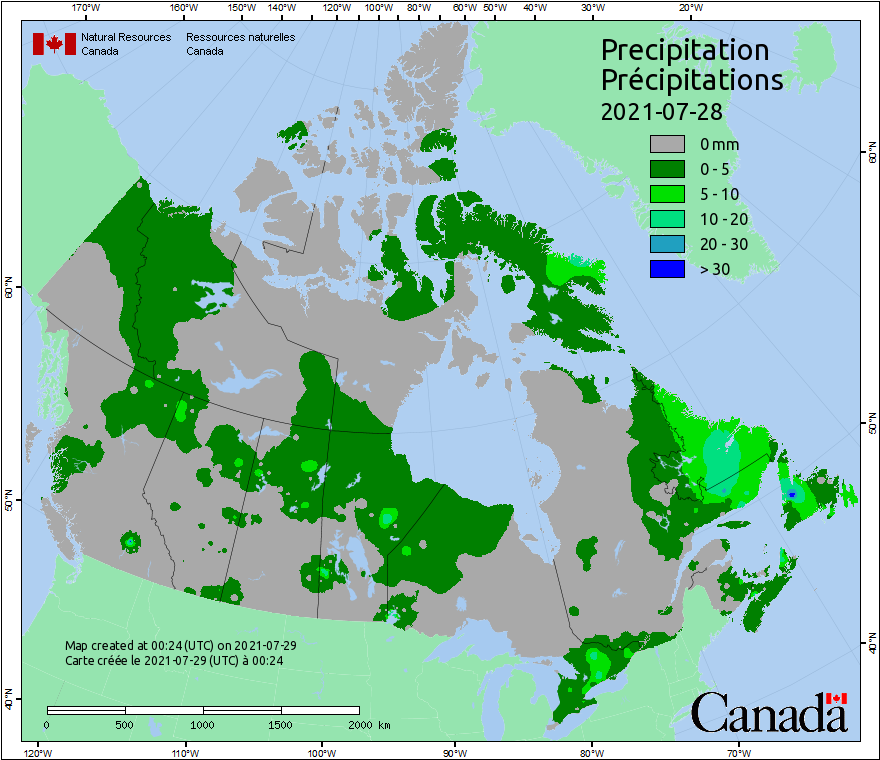 170°W 160°W 150°W 140°W 120°W 100°W 80°W 60°W 50°W 40°W 30°W 20°W
Natural Resources Ressources naturelles
Canada Canada
Precipitation
Précipitations
2021-07-28
0 mm
0 - 5
5 - 10
10 - 20
20 - 30
> 30
60°N
60°N
50°N
50°N
40°N
40°N
Map created at 00:24 (UTC) on 2021-07-29
Carte créée le 2021-07-29 (UTC) à 00:24
0 500 1000 1500 2000 km
Canada
120°W 110°W 100°W 90°W 80°W 70°W